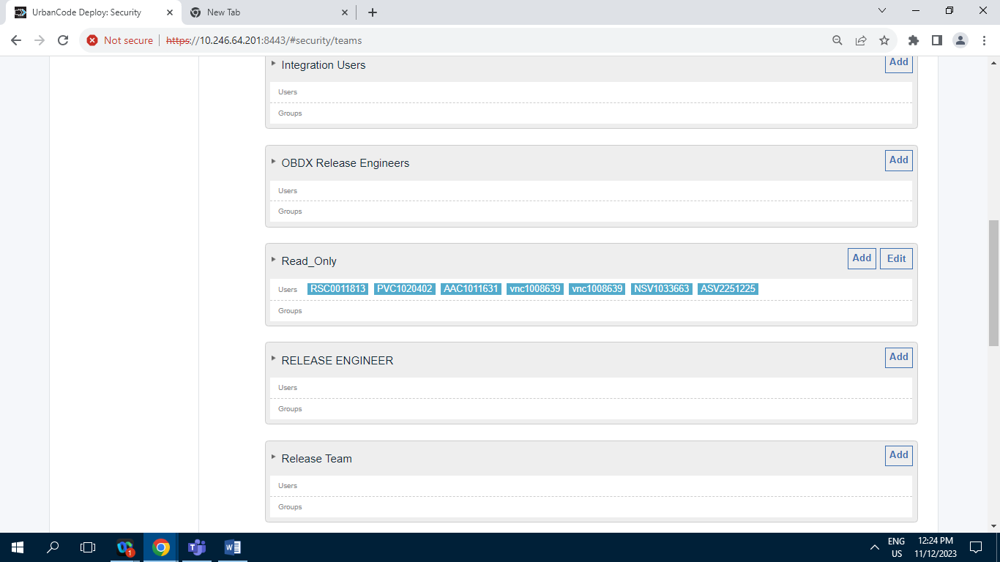 UrbanCode Deploy: Security
New Tab
Not secure https://10.246.64.201:8443/#security/teams
Integration Users Add
Users
Groups
OBDX Release Engineers Add
Users
Groups
Read_Only Add Edit
Users RSC0011813 PVC1020402 AAC1011631 vnc1008639 vnc1008639 NSV1033663 ASV2251225
Groups
RELEASE ENGINEER Add
Users
Groups
Release Team Add
Users
Groups
1
ENG 12:24 PM
US 11/12/2023